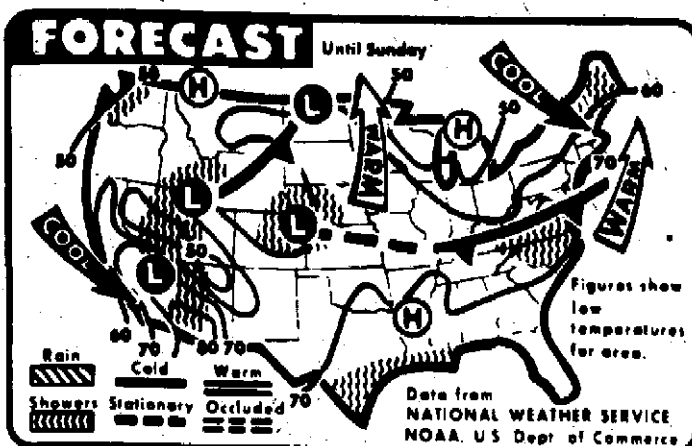 FORECAST
Until Sunday
50
H
L
50
COOL
60
50
WARM
H
50
70
WARM
L
L
50
COOL
L
60
70
80
70
H
70
Figures show
low
temperatures
for area.
Rain
Cold
Warm
Showers
Stationary
Occluded
Data from
NATIONAL WEATHER SERVICE
NOAA, U S Dept of Commerce